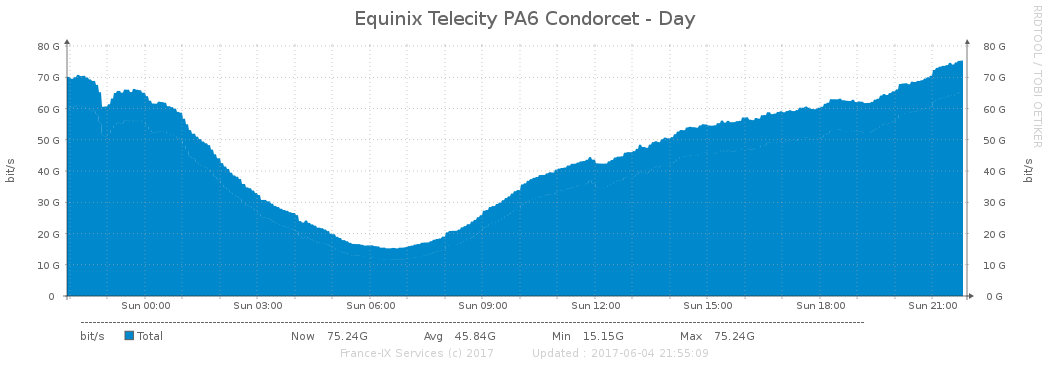 Equinix Telecity PA6 Condorcet - Day
RRDTOOL / TOBI OETIKER
bit/s
80 G
70 G
60 G
50 G
40 G
30 G
20 G
10 G
0
80 G
70 G
60 G
50 G
40 G
30 G
20 G
10 G
0 G
bit/s
Sun 00:00 Sun 03:00 Sun 06:00 Sun 09:00 Sun 12:00 Sun 15:00 Sun 18:00 Sun 21:00
bit/s Total Now 75.24G Avg 45.84G Min 15.15G Max 75.24G
France-IX Services (c) 2017 Updated : 2017-06-04 21:55:09